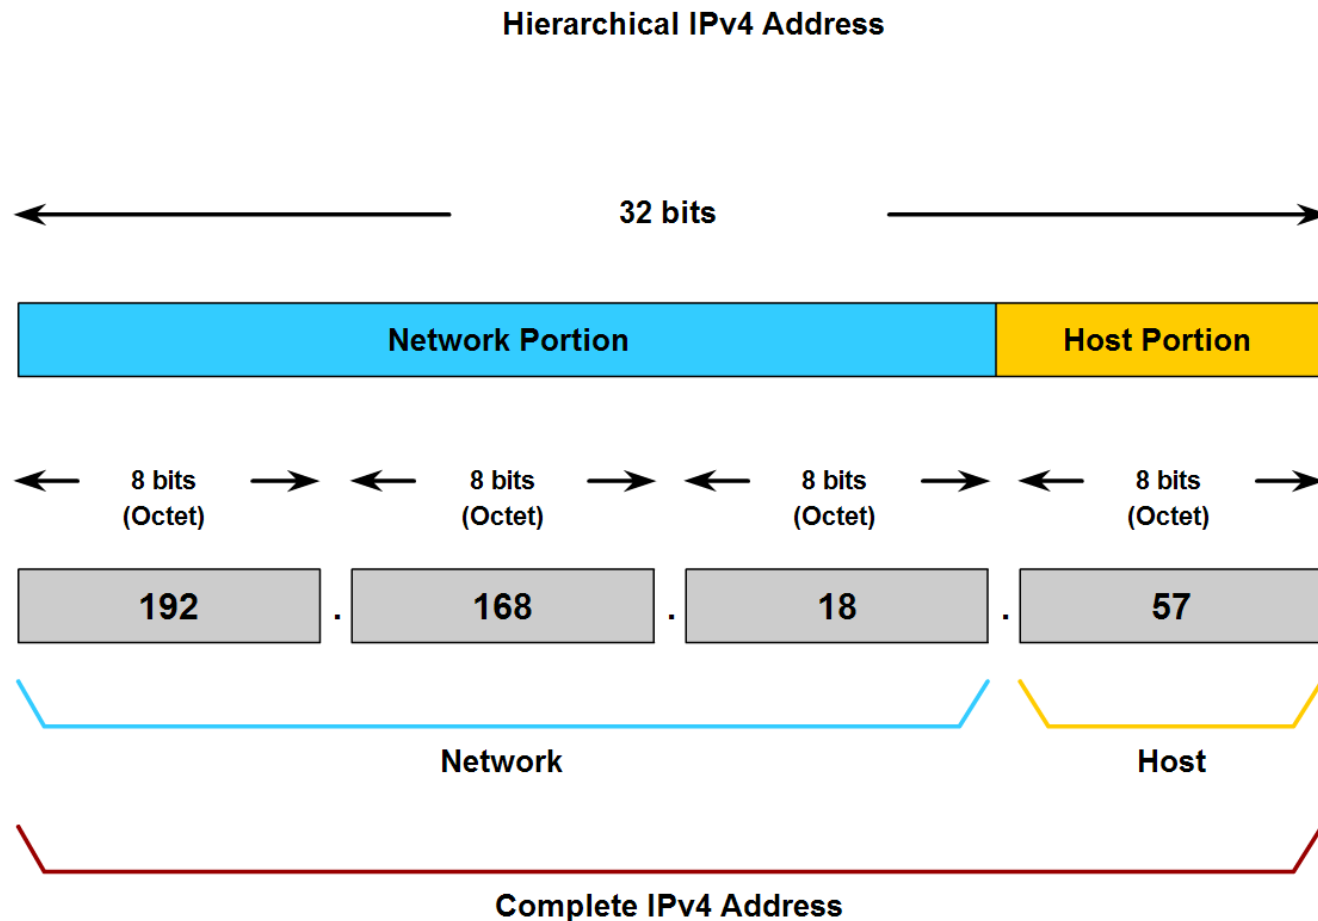 Hierarchical IPv4 Address
32 bits
Network Portion Host Portion
8 bits 8 bits 8 bits 8 bits
(Octet) (Octet) (Octet) (Octet)
192 . 168 . 18 . 57
Network Host
Complete IPv4 Address